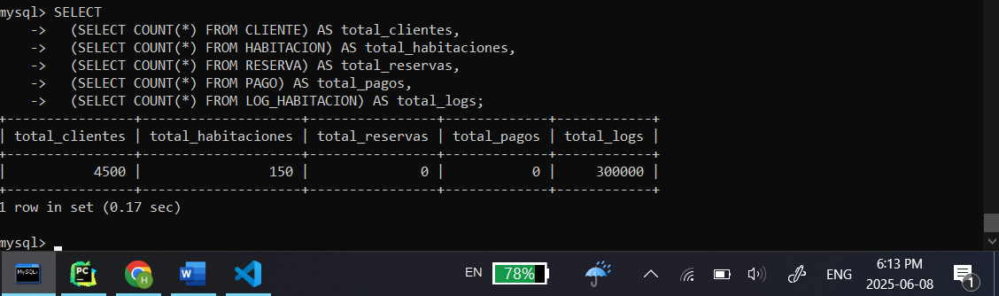 mysql> SELECT
    ->   (SELECT COUNT(*) FROM CLIENTE) AS total_clientes,
    ->   (SELECT COUNT(*) FROM HABITACION) AS total_habitaciones,
    ->   (SELECT COUNT(*) FROM RESERVA) AS total_reservas,
    ->   (SELECT COUNT(*) FROM PAGO) AS total_pagos,
    ->   (SELECT COUNT(*) FROM LOG_HABITACION) AS total_logs;
+----------------+--------------------+----------------+-------------+------------+
| total_clientes | total_habitaciones | total_reservas | total_pagos | total_logs |
+----------------+--------------------+----------------+-------------+------------+
|           4500 |                150 |              0 |           0 |     300000 |
+----------------+--------------------+----------------+-------------+------------+
1 row in set (0.17 sec)
mysql>
MySQL
PC
H
W
EN 78% ENG 6:13 PM
2025-06-08
1